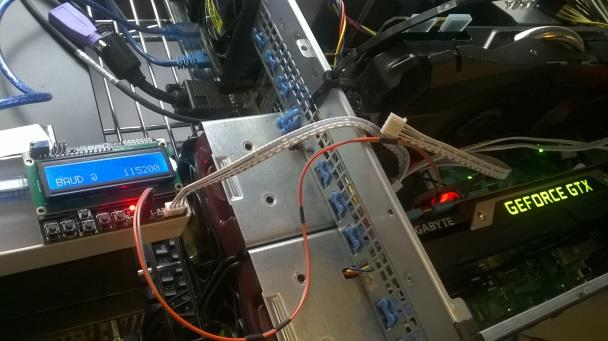 BAUD @ 115200
GEFORCE GTX
GIGABYTE